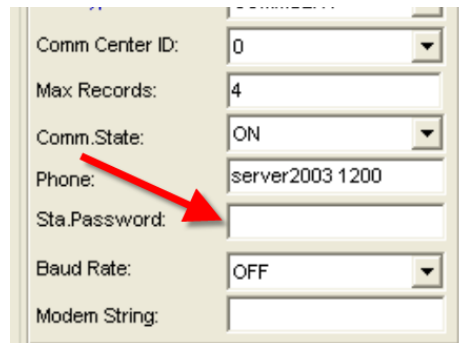 Comm Center ID: 0
Max Records: 4
Comm.State: ON
Phone: server2003 1200
Sta.Password:
Baud Rate: OFF
Modem String: